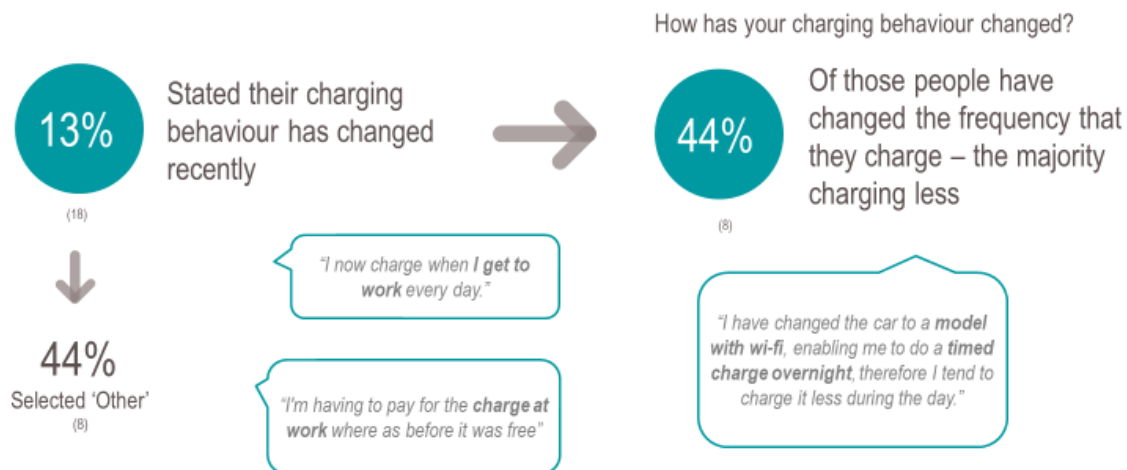 How has your charging behaviour changed?
13%
(18)
Stated their charging
behaviour has changed
recently
44%
(8)
Of those people have
changed the frequency that
they charge – the majority
charging less
44%
Selected ‘Other’
(8)
“I now charge when I get to
work every day.”
“I'm having to pay for the charge at
work where as before it was free”
“I have changed the car to a model
with wi-fi, enabling me to do a timed
charge overnight, therefore I tend to
charge it less during the day.”